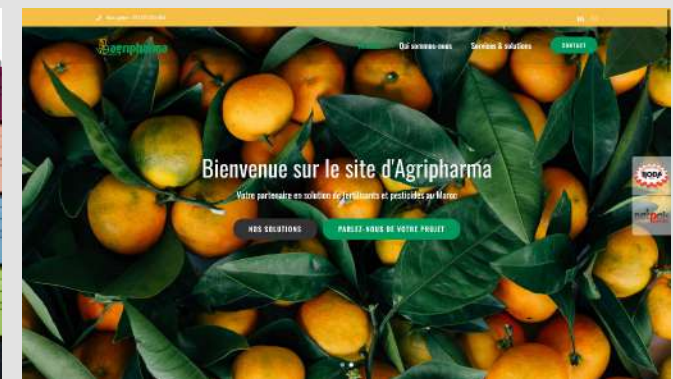 agripharma
Qui sommes-nous
Services & solutions
CONTACT
Bienvenue sur le site d'Agripharma
Votre partenaire en solution de fertilisants et pesticides au Maroc
NOS SOLUTIONS
PARLEZ-NOUS DE VOTRE PROJET